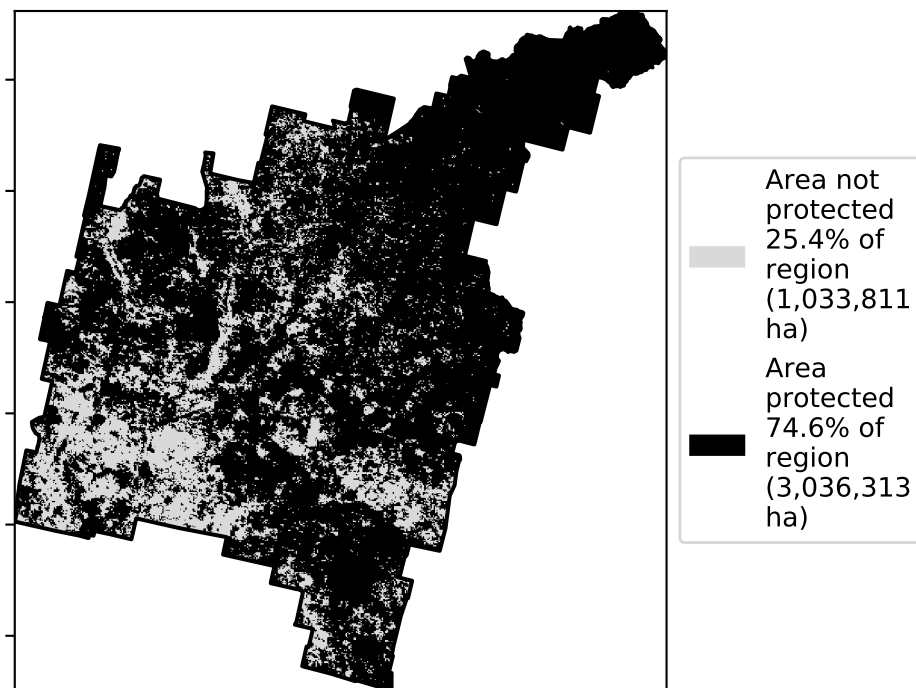 Area not
protected
25.4% of
region
(1,033,811
ha)
Area
protected
74.6% of
region
(3,036,313
ha)